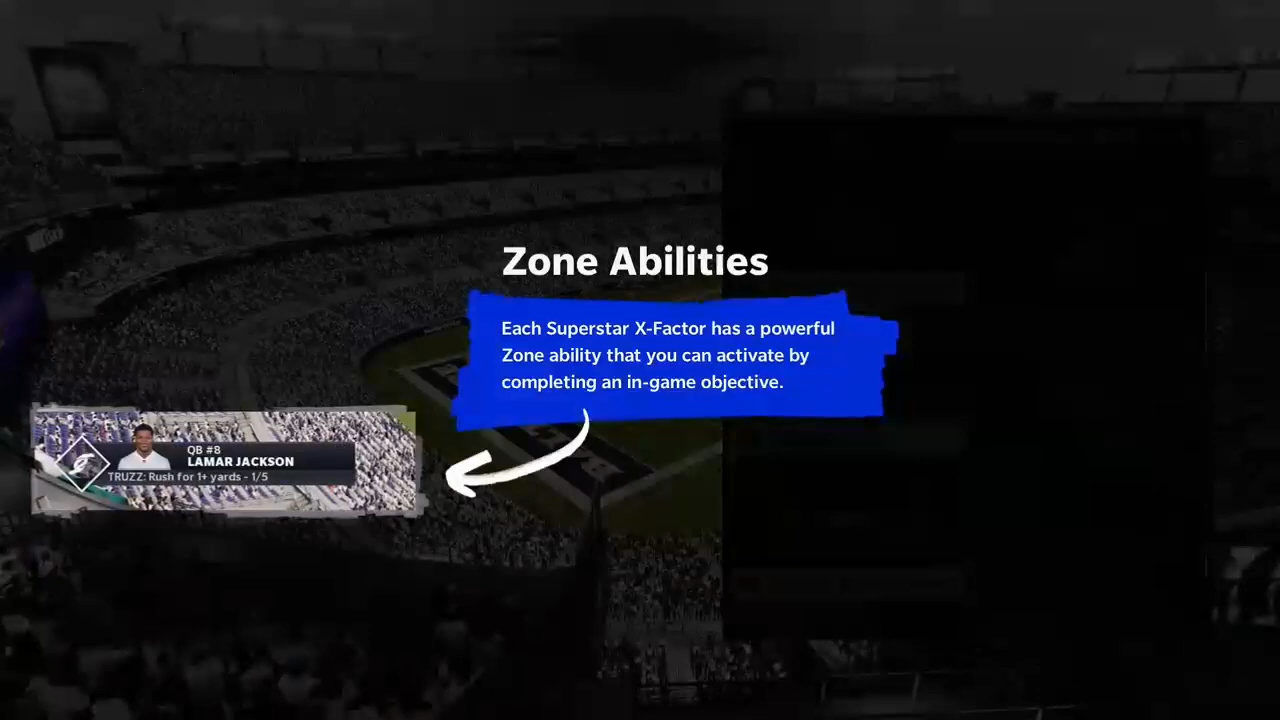 Zone Abilities
Each Superstar X-Factor has a powerful
Zone ability that you can activate by
completing an in-game objective.
QB #8
LAMAR JACKSON
TRUZZ: Rush for 1+ yards - 1/5